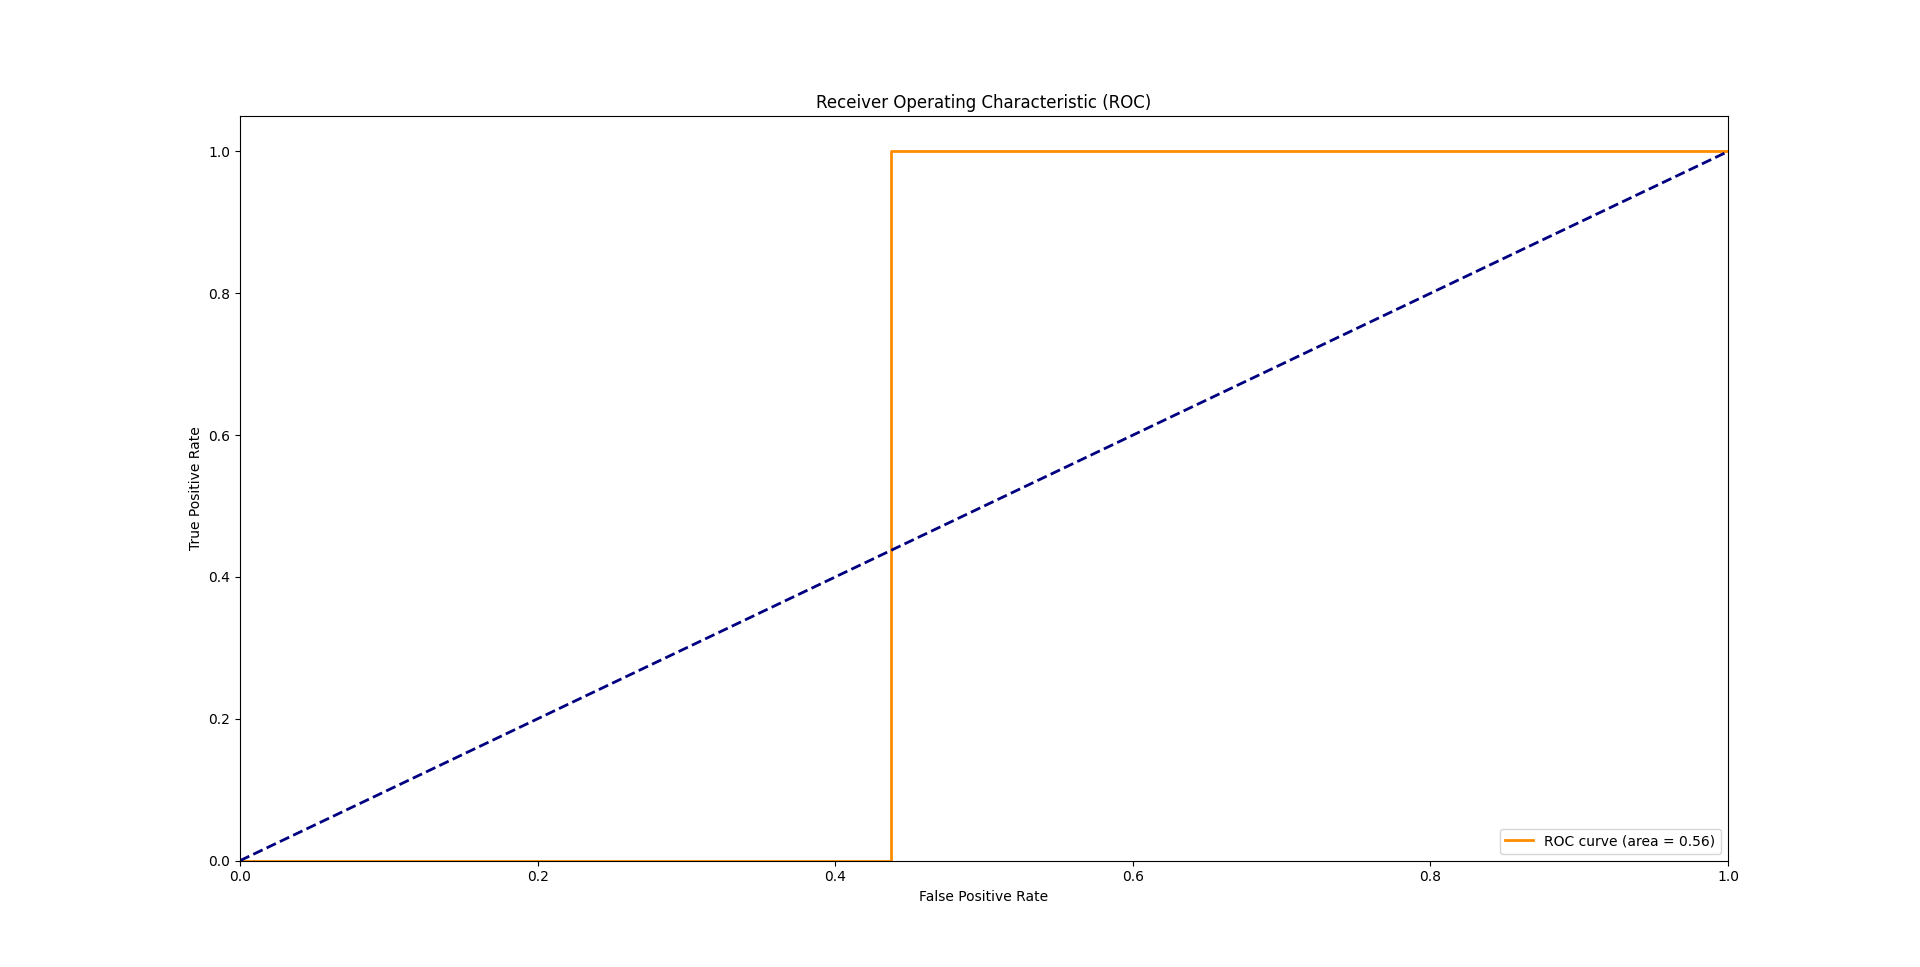 Receiver Operating Characteristic (ROC)
1.0
0.8
0.6
0.4
0.2
0.0
True Positive Rate
0.0 0.2 0.4 0.6 0.8 1.0
False Positive Rate
ROC curve (area = 0.56)